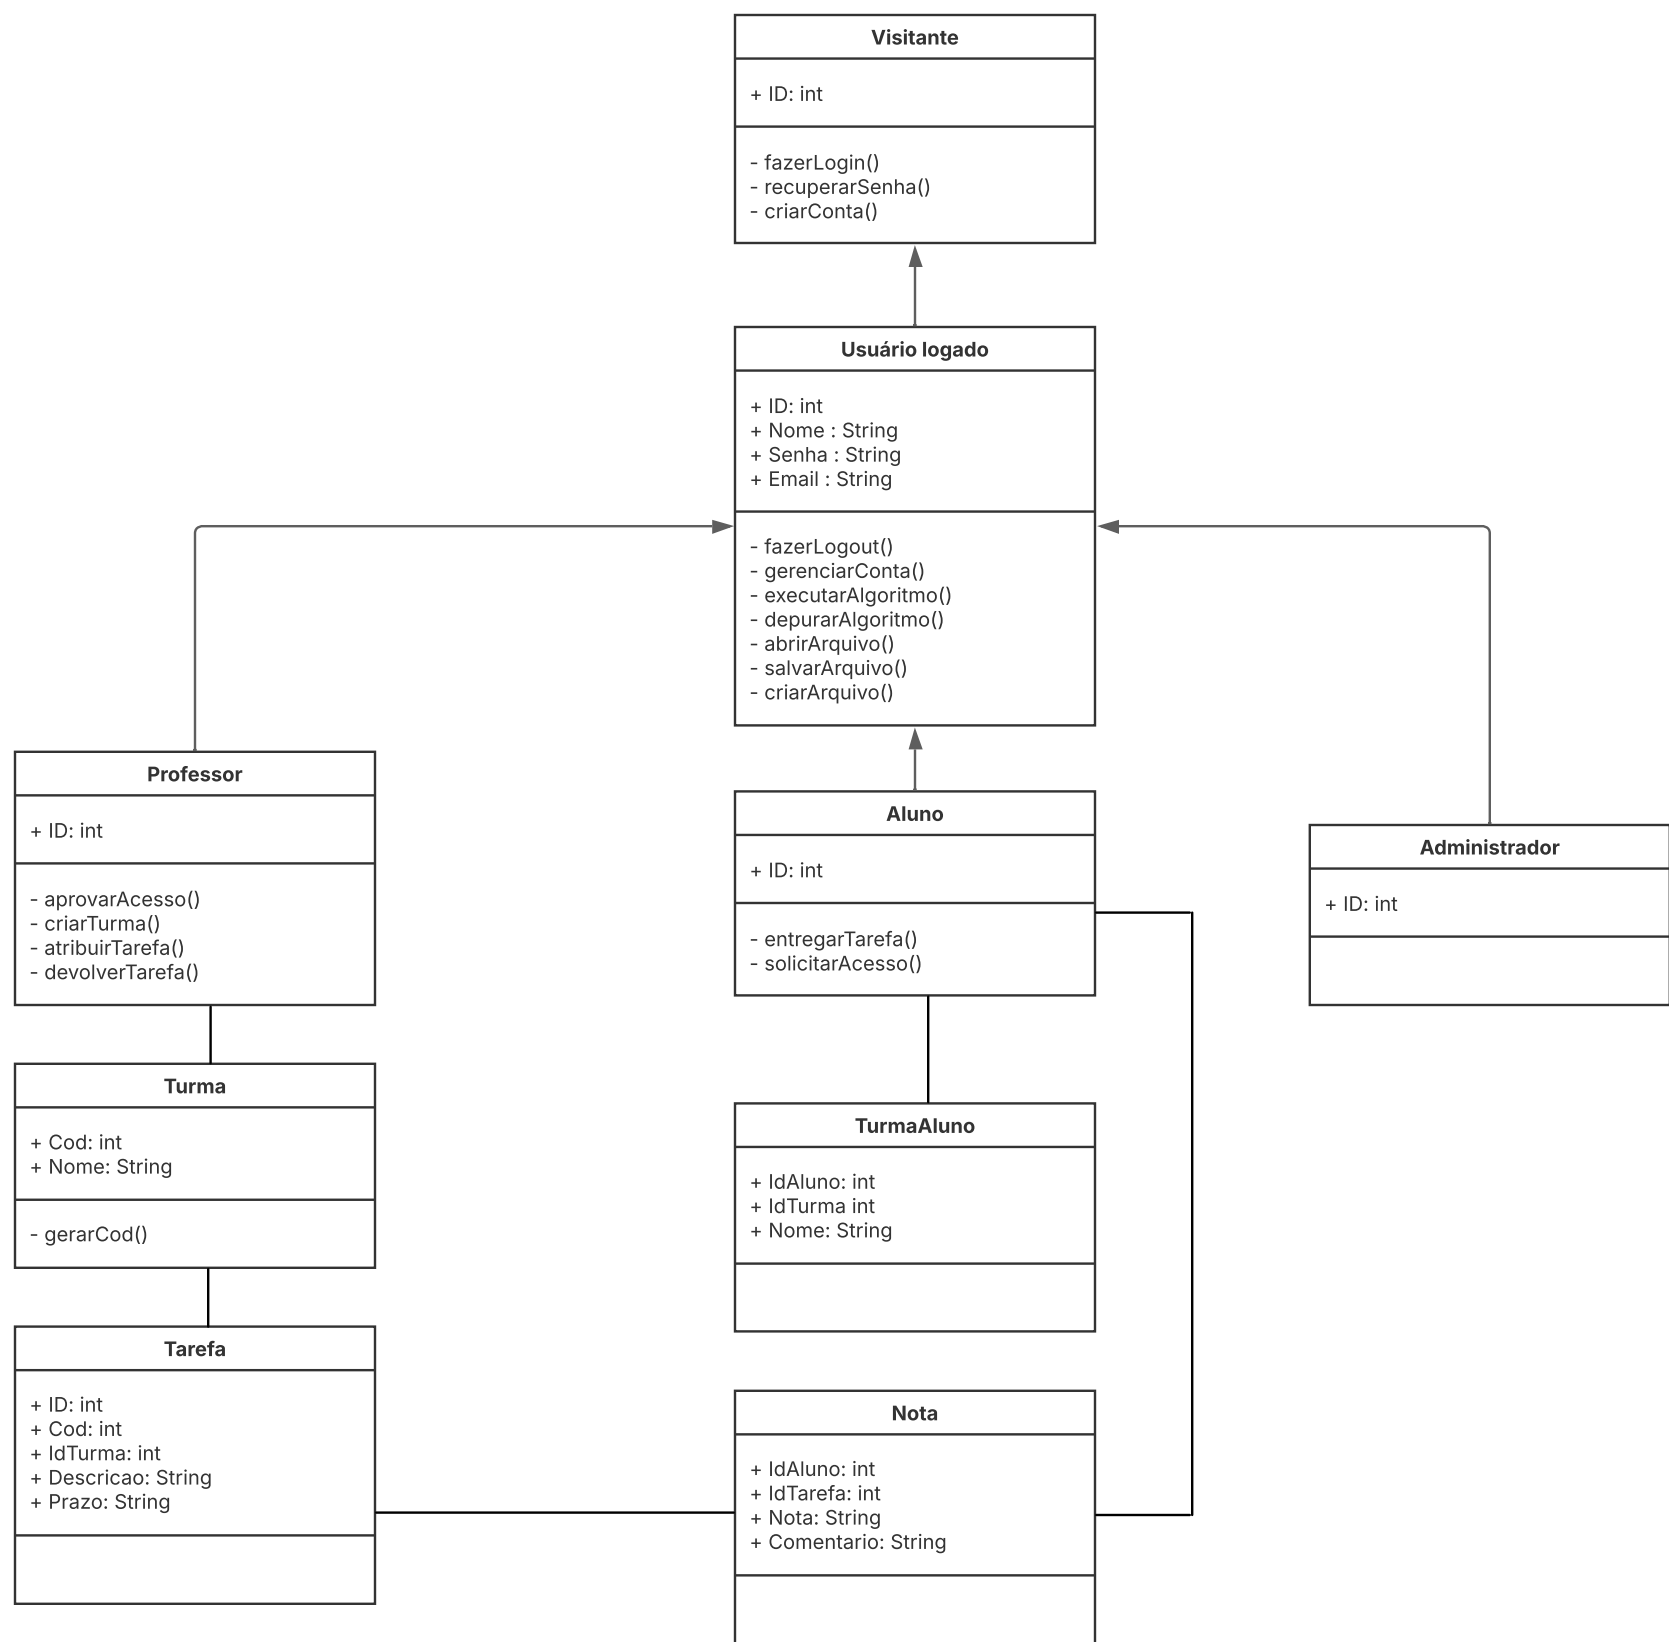 Visitante
+ ID: int
- fazerLogin()
- recuperarSenha()
- criarConta()
Usuário logado
+ ID: int
+ Nome : String
+ Senha : String
+ Email : String
- fazerLogout()
- gerenciarConta()
- executarAlgoritmo()
- depurarAlgoritmo()
- abrirArquivo()
- salvarArquivo()
- criarArquivo()
Professor
+ ID: int
- aprovarAcesso()
- criarTurma()
- atribuirTarefa()
- devolverTarefa()
Aluno
+ ID: int
- entregarTarefa()
- solicitarAcesso()
Administrador
+ ID: int
Turma
+ Cod: int
+ Nome: String
- gerarCod()
TurmaAluno
+ IdAluno: int
+ IdTurma int
+ Nome: String
Tarefa
+ ID: int
+ Cod: int
+ IdTurma: int
+ Descricao: String
+ Prazo: String
Nota
+ IdAluno: int
+ IdTarefa: int
+ Nota: String
+ Comentario: String